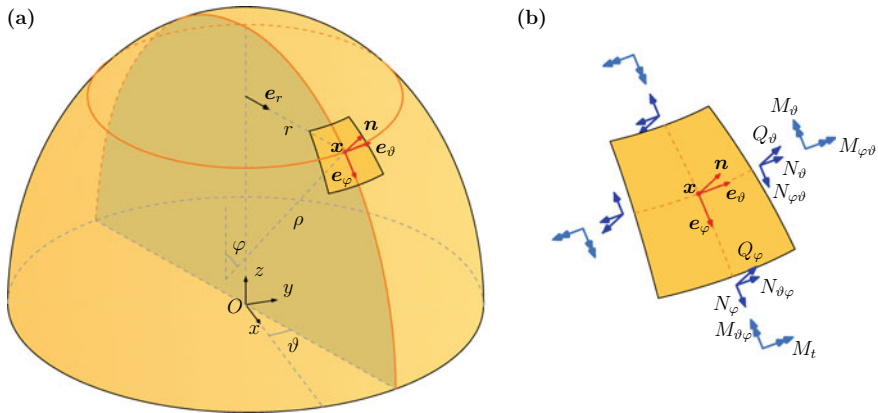 (a)
e_r
r
n
x
e_ϑ
e_φ
ρ
φ
z
y
O
x
ϑ
(b)
M_ϑ
Q_ϑ
M_φϑ
N_ϑ
N_φϑ
n
x
e_ϑ
e_φ
Q_φ
N_ϑφ
N_φ
M_ϑφ
M_t